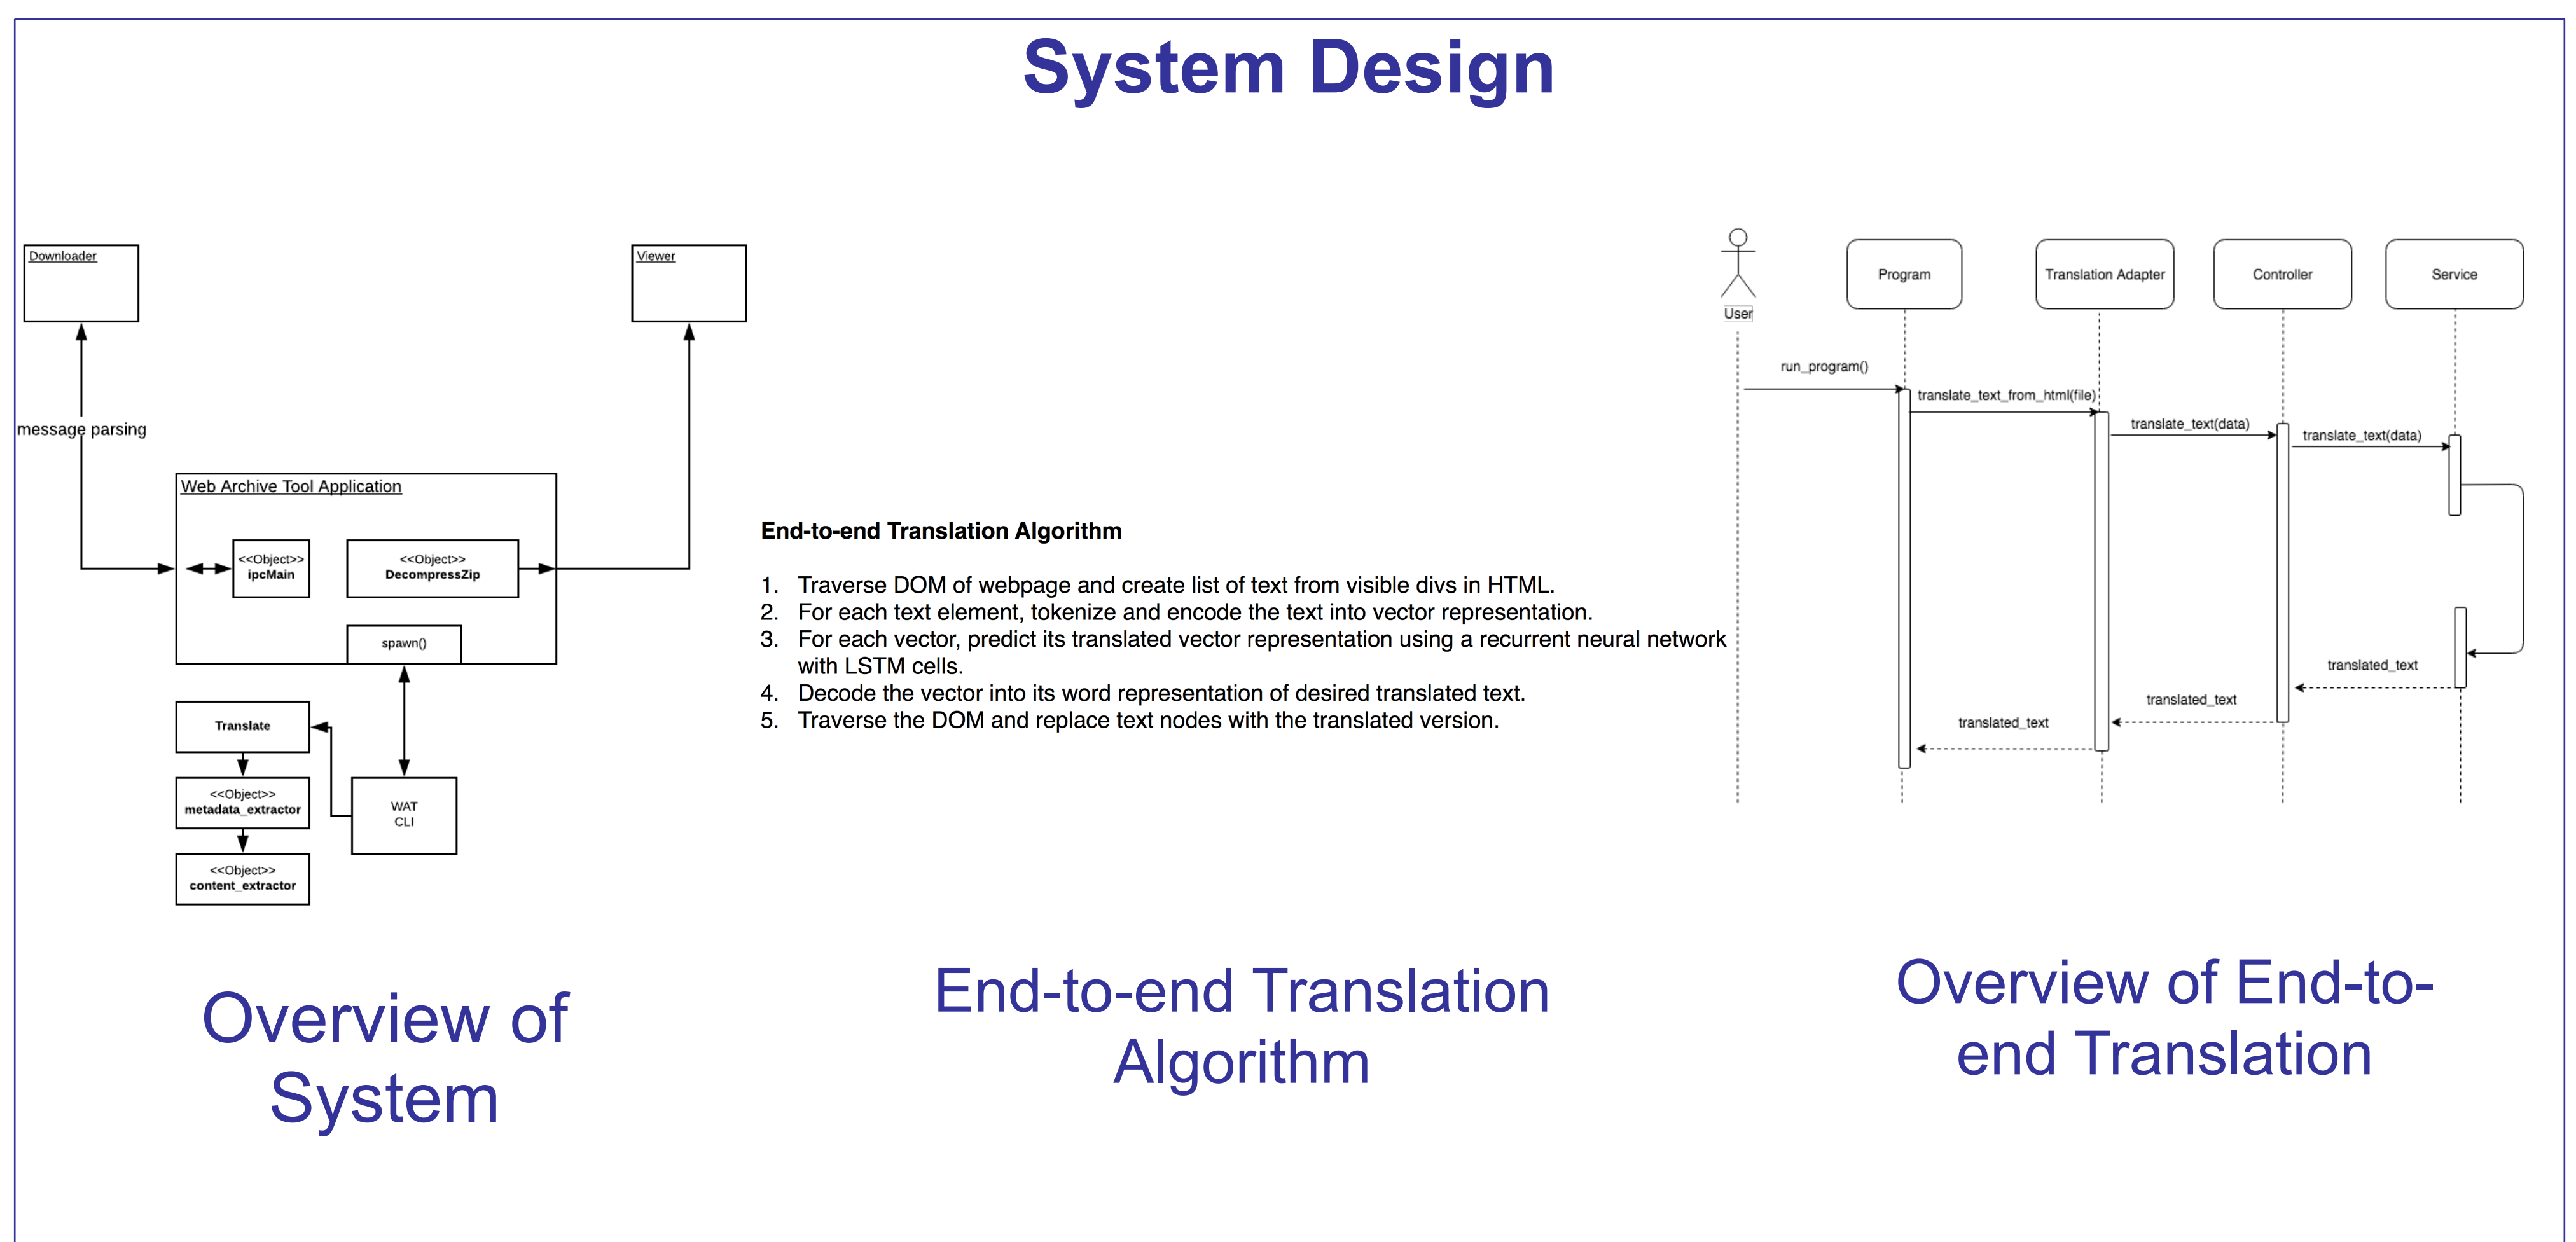 System Design
Downloader
message parsing
Viewer
Web Archive Tool Application
<<Object>>
ipcMain
<<Object>>
DecompressZip
spawn()
Translate
<<Object>>
metadata_extractor
<<Object>>
content_extractor
WAT
CLI
Overview of
System
End-to-end Translation Algorithm
1. Traverse DOM of webpage and create list of text from visible divs in HTML.
2. For each text element, tokenize and encode the text into vector representation.
3. For each vector, predict its translated vector representation using a recurrent neural network
with LSTM cells.
4. Decode the vector into its word representation of desired translated text.
5. Traverse the DOM and replace text nodes with the translated version.
End-to-end Translation
Algorithm
User
Program
Translation Adapter
Controller
Service
run_program()
translate_text_from_html(file)
translate_text(data)
translate_text(data)
translated_text
translated_text
translated_text
Overview of End-to-
end Translation